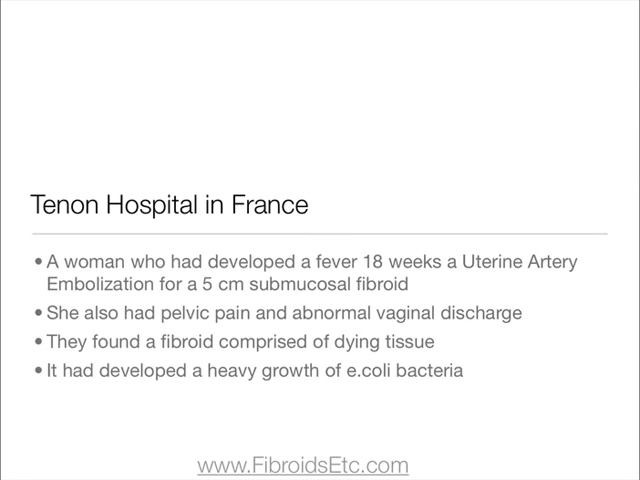 Tenon Hospital in France
• A woman who had developed a fever 18 weeks a Uterine Artery
Embolization for a 5 cm submucosal fibroid
• She also had pelvic pain and abnormal vaginal discharge
• They found a fibroid comprised of dying tissue
• It had developed a heavy growth of e.coli bacteria
www.FibroidsEtc.com